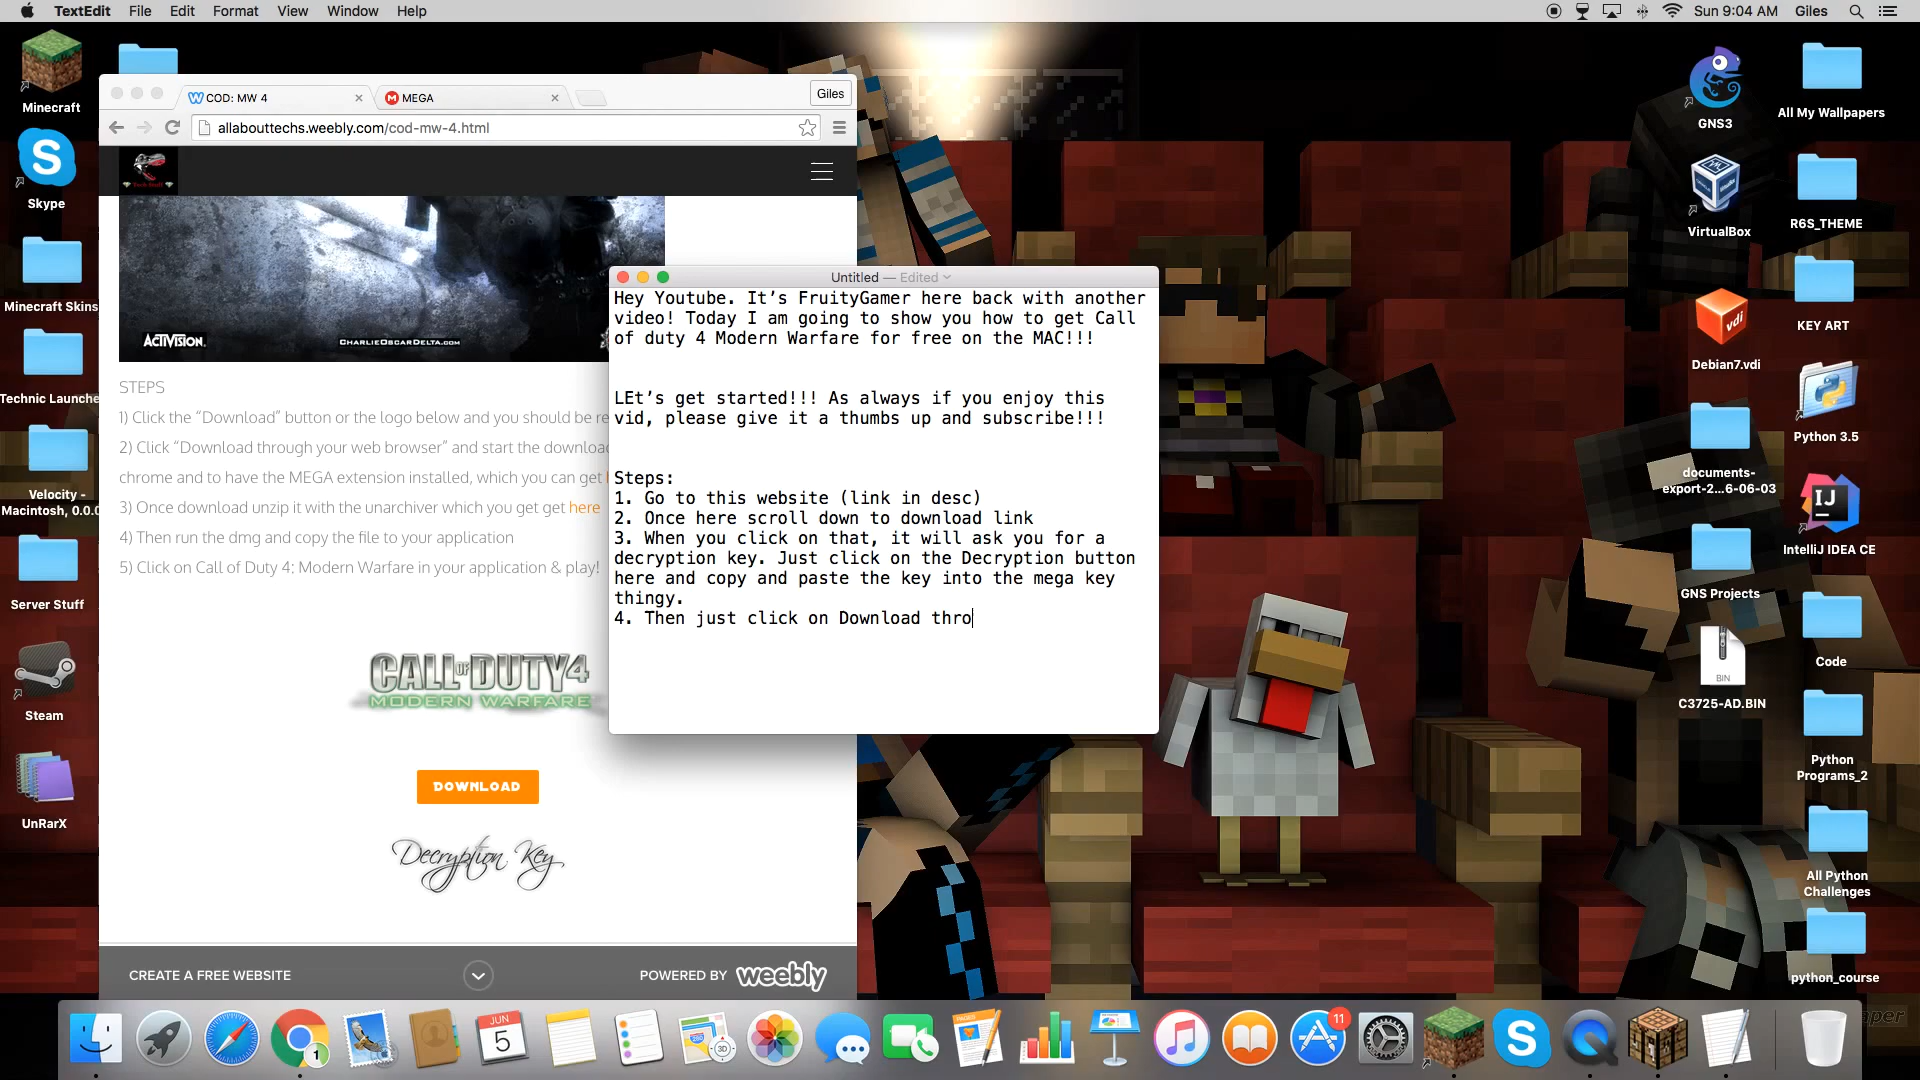 TextEdit File Edit Format View Window Help
Sun 9:04 AM Giles
Minecraft
Skype
Minecraft Skins
Technic Launche
Velocity -
Macintosh, 0.0.0
Server Stuff
Steam
UnRarX
COD: MW 4
MEGA
Giles
allabouttechs.weebly.com/cod-mw-4.html
ACTIVISION.
CHARLIEOSCARDELTA.COM
STEPS
1) Click the “Download” button or the logo below and you should be re
2) Click “Download through your web browser” and start the download
chrome and to have the MEGA extension installed, which you can get
3) Once download unzip it with the unarchiver which you get get here
4) Then run the dmg and copy the file to your application
5) Click on Call of Duty 4: Modern Warfare in your application & play!
CALL OF DUTY 4
MODERN WARFARE
DOWNLOAD
Decryption Key
CREATE A FREE WEBSITE
POWERED BY weebly
Untitled — Edited
Hey Youtube. It’s FruityGamer here back with another
video! Today I am going to show you how to get Call
of duty 4 Modern Warfare for free on the MAC!!!
LEt’s get started!!! As always if you enjoy this
vid, please give it a thumbs up and subscribe!!!
Steps:
1. Go to this website (link in desc)
2. Once here scroll down to download link
3. When you click on that, it will ask you for a
decryption key. Just click on the Decryption button
here and copy and paste the key into the mega key
thingy.
4. Then just click on Download thro
GNS3
All My Wallpapers
VirtualBox
R6S_THEME
vdi
Debian7.vdi
KEY ART
Python 3.5
documents-
export-2...6-06-03
IJ
IntelliJ IDEA CE
GNS Projects
Code
BIN
C3725-AD.BIN
Python
Programs_2
All Python
Challenges
python_course
1
JUN
5
3D
11